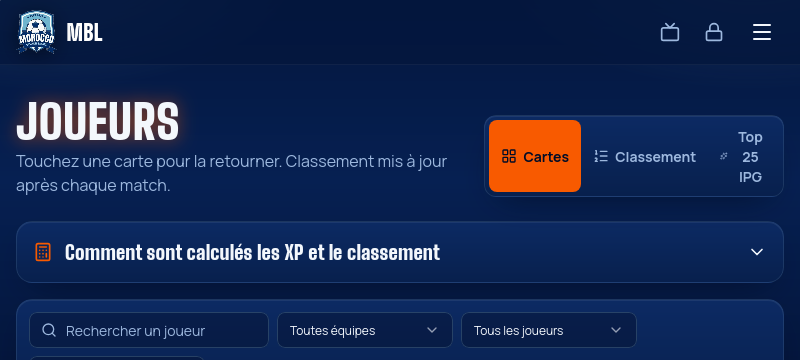 MOROCCO
MBL
JOUEURS
Touchez une carte pour la retourner. Classement mis à jour
après chaque match.
Cartes
Classement
Top
25
IPG
Comment sont calculés les XP et le classement
Rechercher un joueur
Toutes équipes
Tous les joueurs